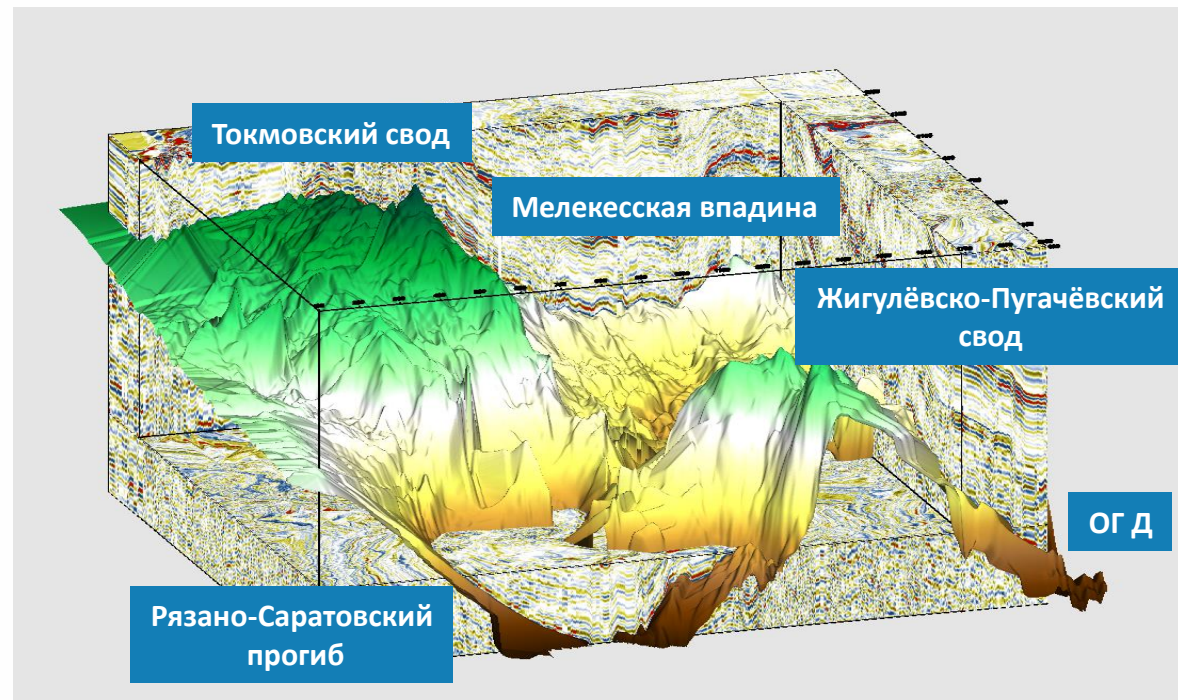 Токмовский свод
Мелекесская впадина
Жигулёвско-Пугачёвский
свод
ОГ Д
Рязано-Саратовский
прогиб